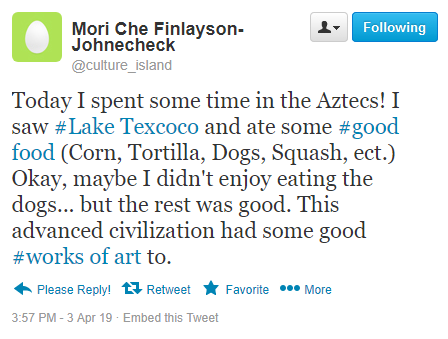 Mori Che Finlayson-
Johnecheck
@culture_island
Following
Today I spent some time in the Aztecs! I
saw #Lake Texcoco and ate some #good
food (Corn, Tortilla, Dogs, Squash, ect.)
Okay, maybe I didn't enjoy eating the
dogs... but the rest was good. This
advanced civilization had some good
#works of art to.
Please Reply! Retweet Favorite More
3:57 PM - 3 Apr 19 · Embed this Tweet